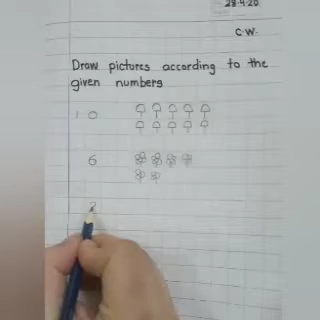 28.4.20
C.W.
Draw pictures according to the
given numbers
10
6